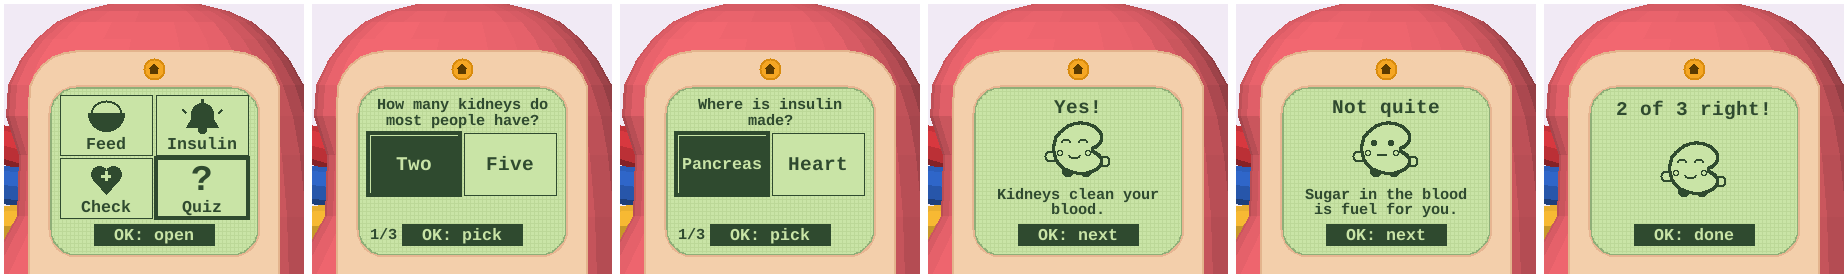 Feed
Insulin
Check
?
Quiz
OK: open
How many kidneys do
most people have?
Two
Five
1/3
OK: pick
Where is insulin
made?
Pancreas
Heart
1/3
OK: pick
Yes!
Kidneys clean your
blood.
OK: next
Not quite
Sugar in the blood
is fuel for you.
OK: next
2 of 3 right!
OK: done